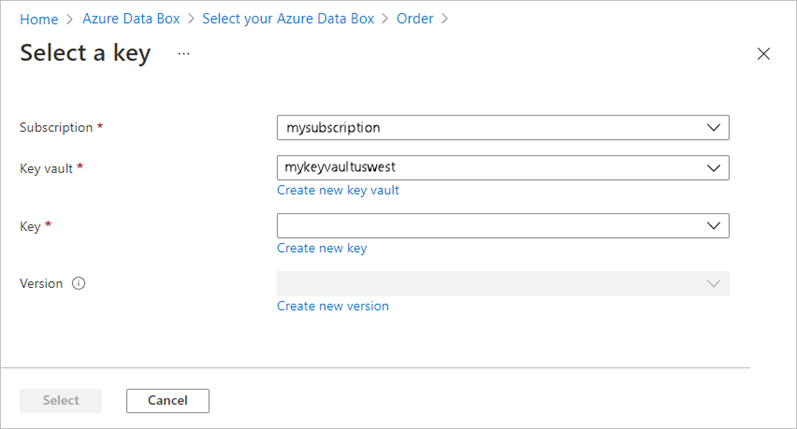 Home > Azure Data Box > Select your Azure Data Box > Order >
Select a key ...
Subscription * mysubscription
Key vault * mykeyvaultuswest
Create new key vault
Key *
Create new key
Version
Create new version
Select Cancel